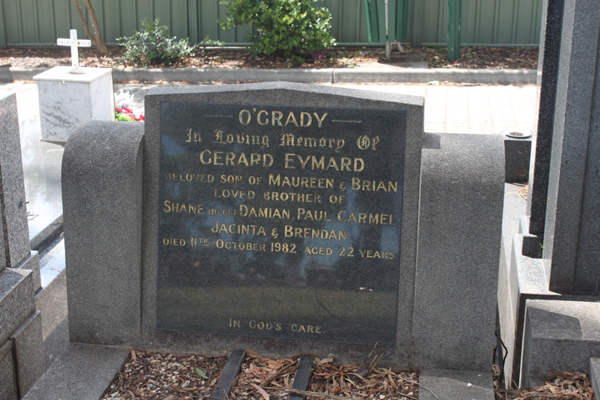 O'GRADY
In Loving Memory Of
GERARD EYMARD
BELOVED SON OF MAUREEN & BRIAN
LOVED BROTHER OF
SHANE (DEC'D) DAMIAN, PAUL, CARMEL,
JACINTA & BRENDAN
DIED 11TH OCTOBER 1982 AGED 22 YEARS
IN GOD'S CARE.